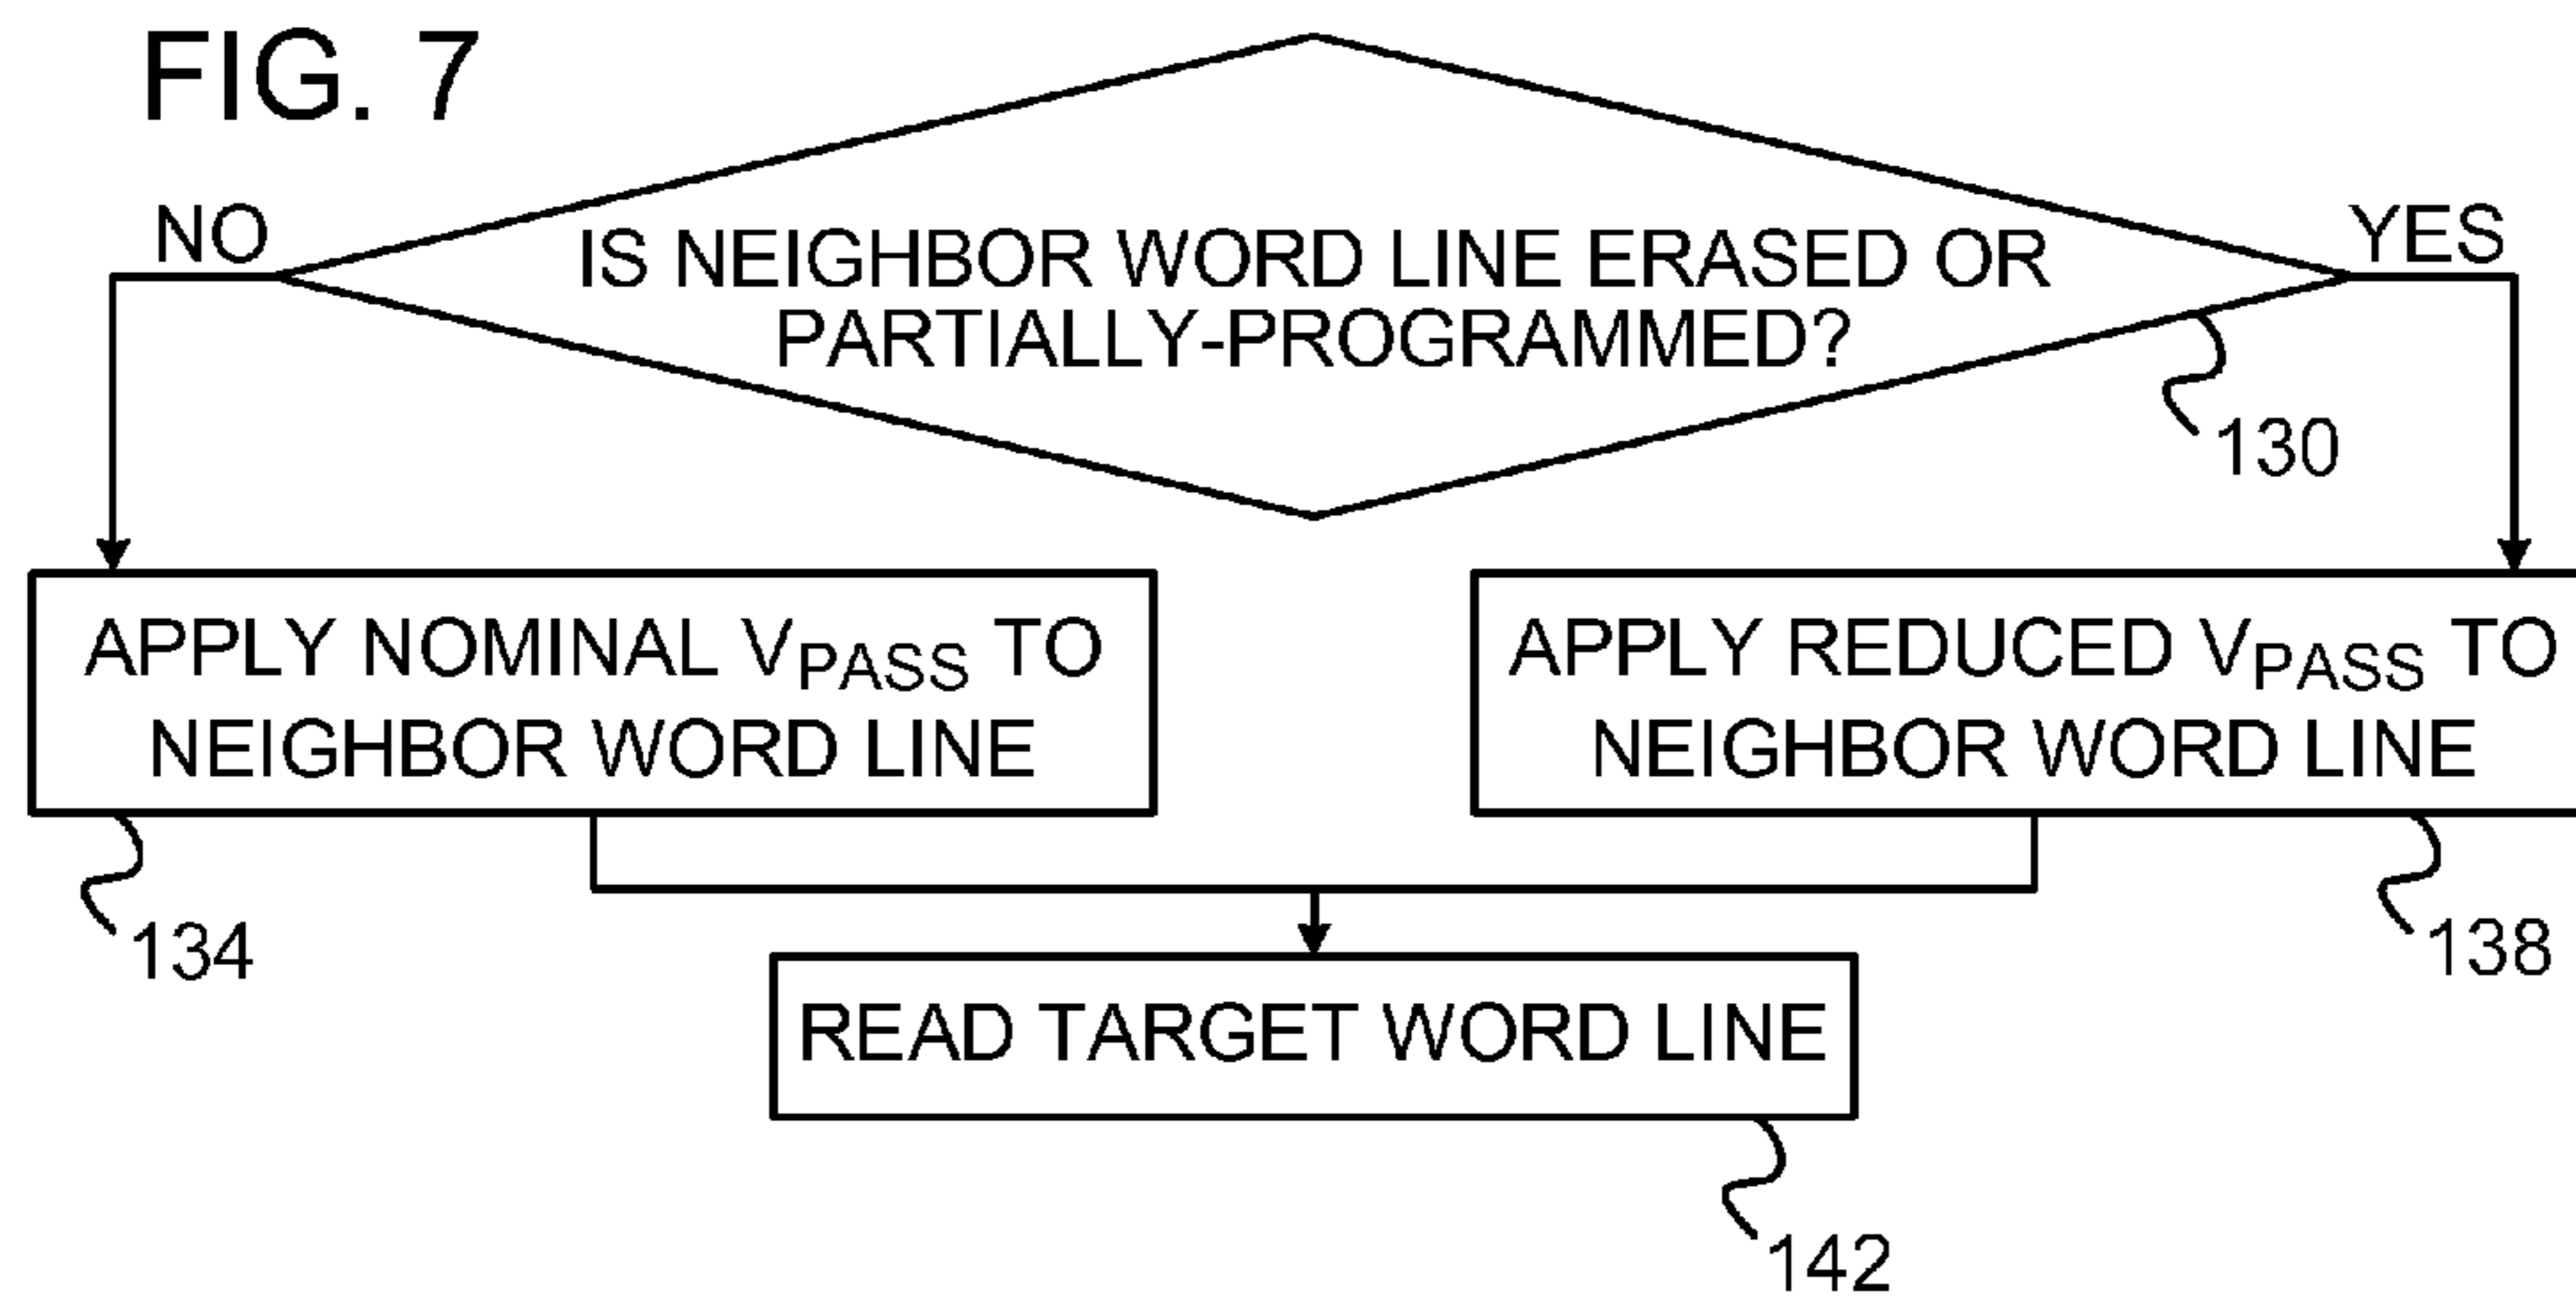 FIG. 7
NO
YES
IS NEIGHBOR WORD LINE ERASED OR
PARTIALLY-PROGRAMMED?
130
APPLY NOMINAL VPASS TO
NEIGHBOR WORD LINE
134
APPLY REDUCED VPASS TO
NEIGHBOR WORD LINE
138
READ TARGET WORD LINE
142